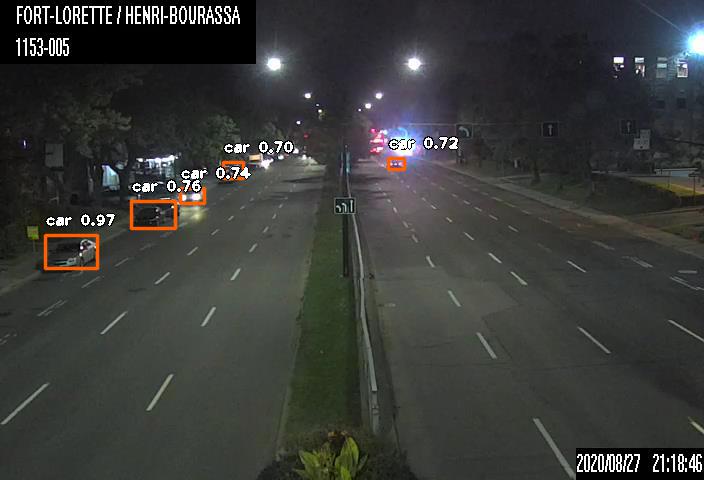 FORT-LORETTE / HENRI-BOURASSA
1153-005
car 0.70
car 0.72
car 0.74
car 0.76
car 0.97
2020/08/27 21:18:46